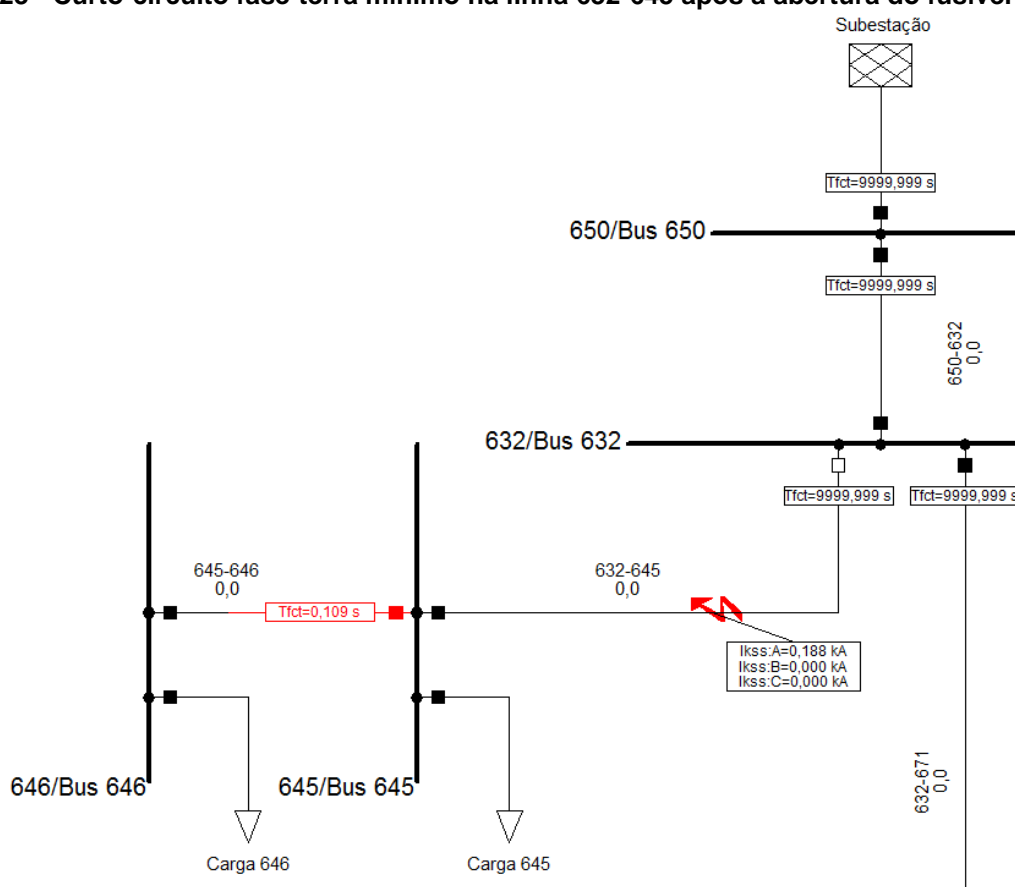 Curto-circuito fase-terra mínimo na linha 632-645 após a abertura do fusível
Subestação
Tfct=9999,999 s
650/Bus 650
Tfct=9999,999 s
650-632
0,0
632/Bus 632
Tfct=9999,999 s
Tfct=9999,999 s
645-646
0,0
632-645
0,0
Tfct=0,109 s
Ikss:A=0,188 kA
Ikss:B=0,000 kA
Ikss:C=0,000 kA
632-671
0,0
646/Bus 646
645/Bus 645
Carga 646
Carga 645